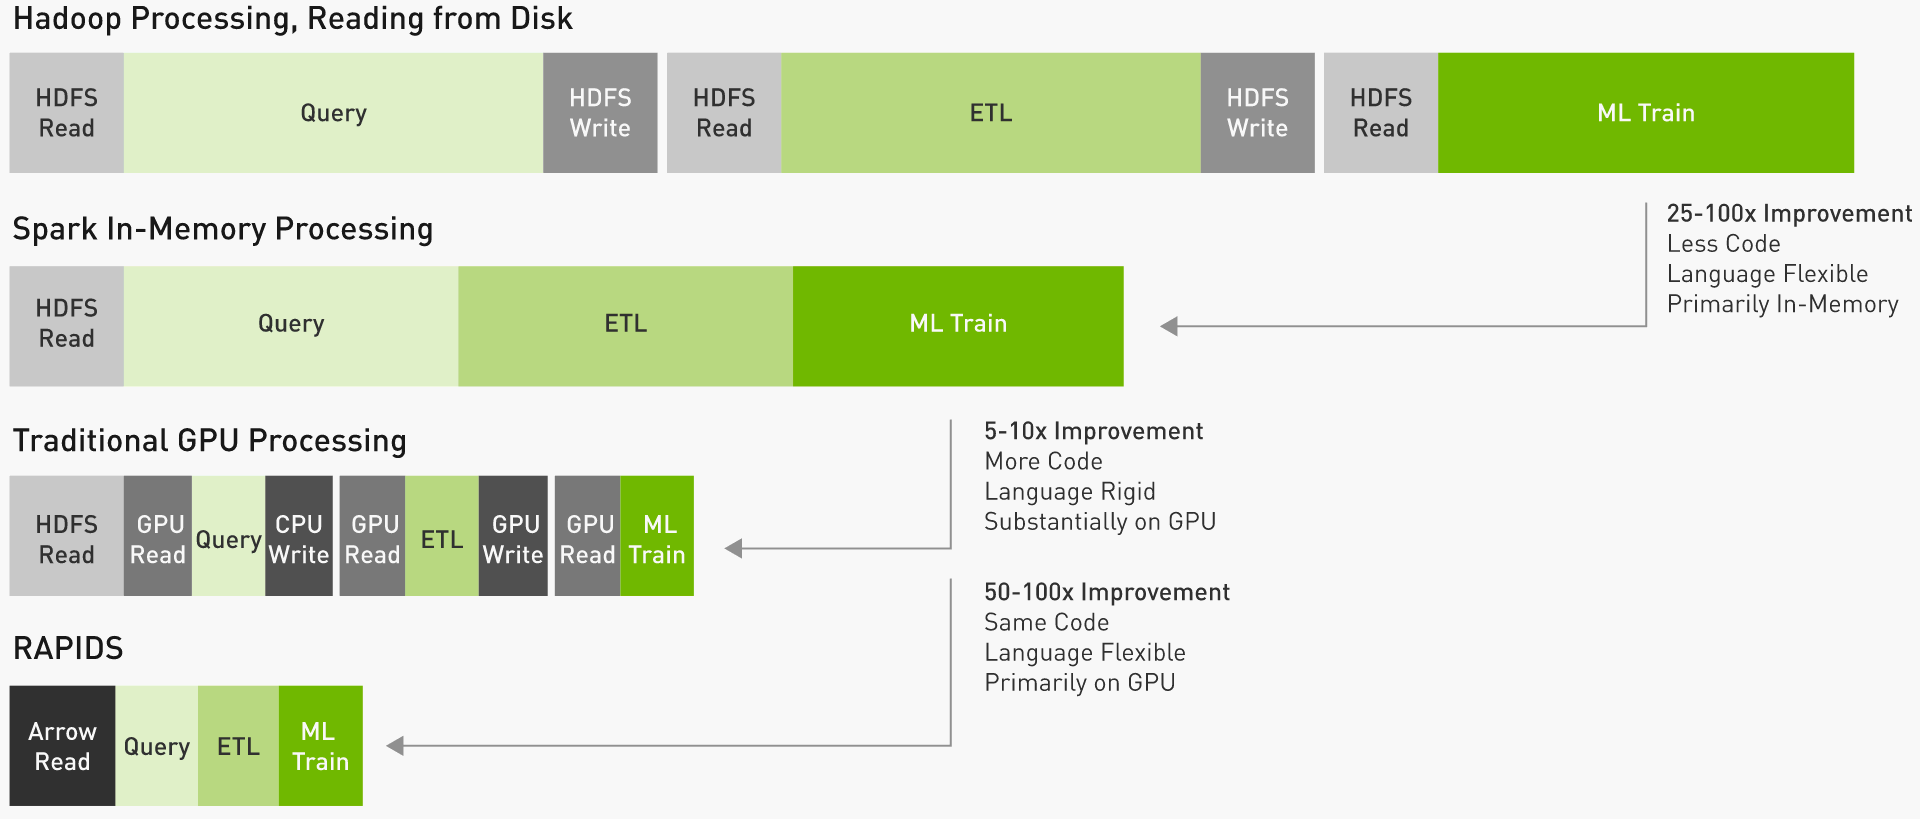 Hadoop Processing, Reading from Disk
HDFS
Read
Query
HDFS
Write
HDFS
Read
ETL
HDFS
Write
HDFS
Read
ML Train
25-100x Improvement
Less Code
Language Flexible
Primarily In-Memory
Spark In-Memory Processing
HDFS
Read
Query
ETL
ML Train
5-10x Improvement
More Code
Language Rigid
Substantially on GPU
Traditional GPU Processing
HDFS
Read
GPU
Read
Query
CPU
Write
GPU
Read
ETL
GPU
Write
GPU
Read
ML
Train
50-100x Improvement
Same Code
Language Flexible
Primarily on GPU
RAPIDS
Arrow
Read
Query
ETL
ML
Train